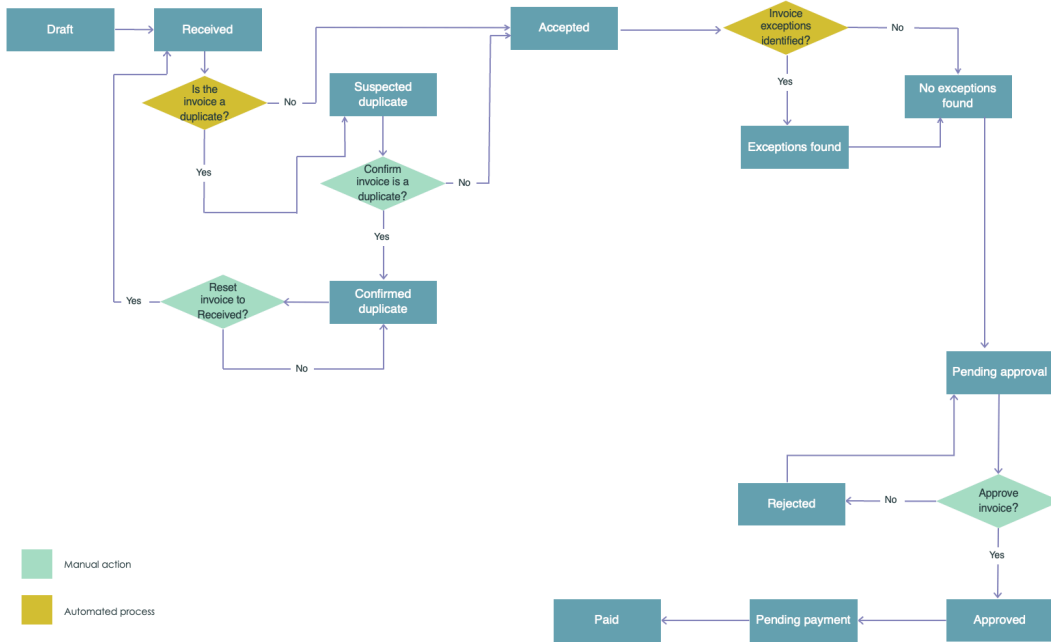 Draft
Received
Accepted
Invoice
exceptions
identified?
No
Is the
invoice a
duplicate?
No
Suspected
duplicate
Yes
No exceptions
found
Exceptions found
Yes
Confirm
invoice is a
duplicate?
No
Yes
Reset
invoice to
Received?
Yes
Confirmed
duplicate
No
Pending approval
Rejected
No
Approve
invoice?
Yes
Manual action
Automated process
Paid
Pending payment
Approved